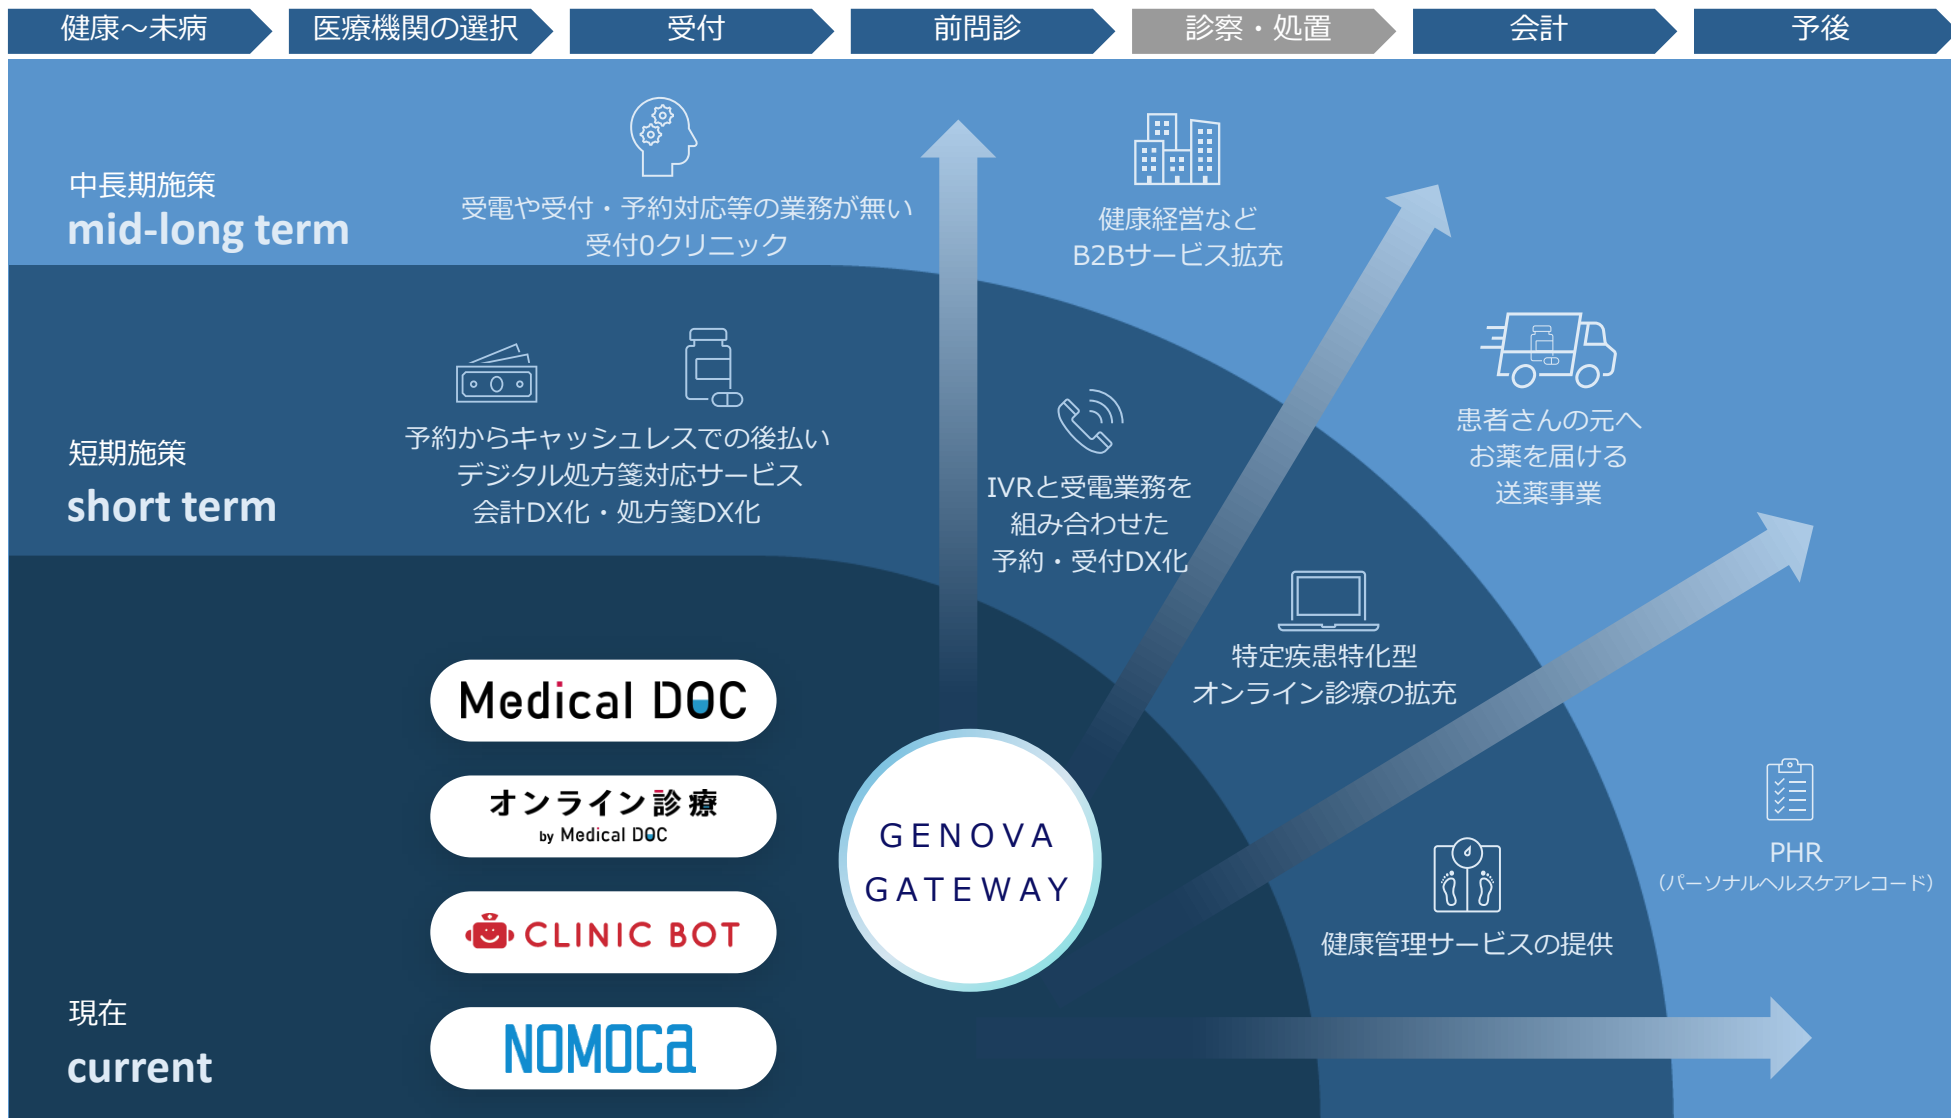 健康～未病
医療機関の選択
受付
前問診
診察・処置
会計
予後
中長期施策
mid-long term
受電や受付・予約対応等の業務が無い
受付0クリニック
健康経営など
B2Bサービス拡充
患者さんの元へ
お薬を届ける
送薬事業
PHR
（パーソナルヘルスケアレコード）
短期施策
short term
予約からキャッシュレスでの後払い
デジタル処方箋対応サービス
会計DX化・処方箋DX化
IVRと受電業務を
組み合わせた
予約・受付DX化
特定疾患特化型
オンライン診療の拡充
健康管理サービスの提供
現在
current
Medical DOC
オンライン診療
by Medical DOC
CLINIC BOT
NOMOCa
GENOVA
GATEWAY